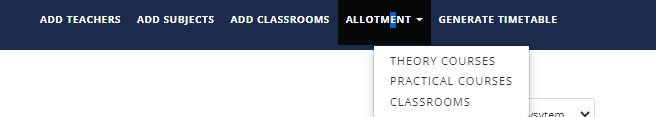 ADD TEACHERS ADD SUBJECTS ADD CLASSROOMS ALLOTMENT GENERATE TIMETABLE
THEORY COURSES
PRACTICAL COURSES
CLASSROOMS